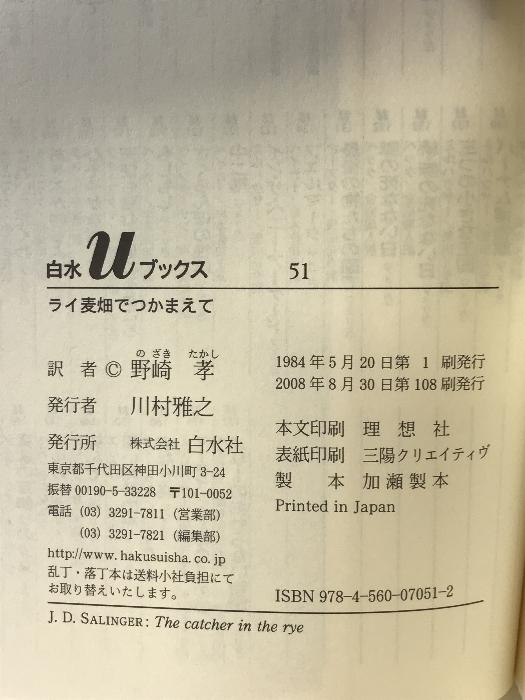 白水uブックス 51
ライ麦畑でつかまえて
訳者 © 野崎 孝
の ざき たかし
発行者 川村雅之
発行所 株式会社 白水社
東京都千代田区神田小川町 3-24
振替 00190-5-33228 〒101-0052
電話 (03) 3291-7811 (営業部)
(03) 3291-7821 (編集部)
http://www.hakusuisha.co.jp
乱丁・落丁本は送料小社負担にて
お取り替えいたします。
1984年5月20日第 1 刷発行
2008年8月30日第108刷発行
本文印刷 理想社
表紙印刷 三陽クリエイティヴ
製本 加瀬製本
Printed in Japan
ISBN 978-4-560-07051-2
J. D. SALINGER: The catcher in the rye